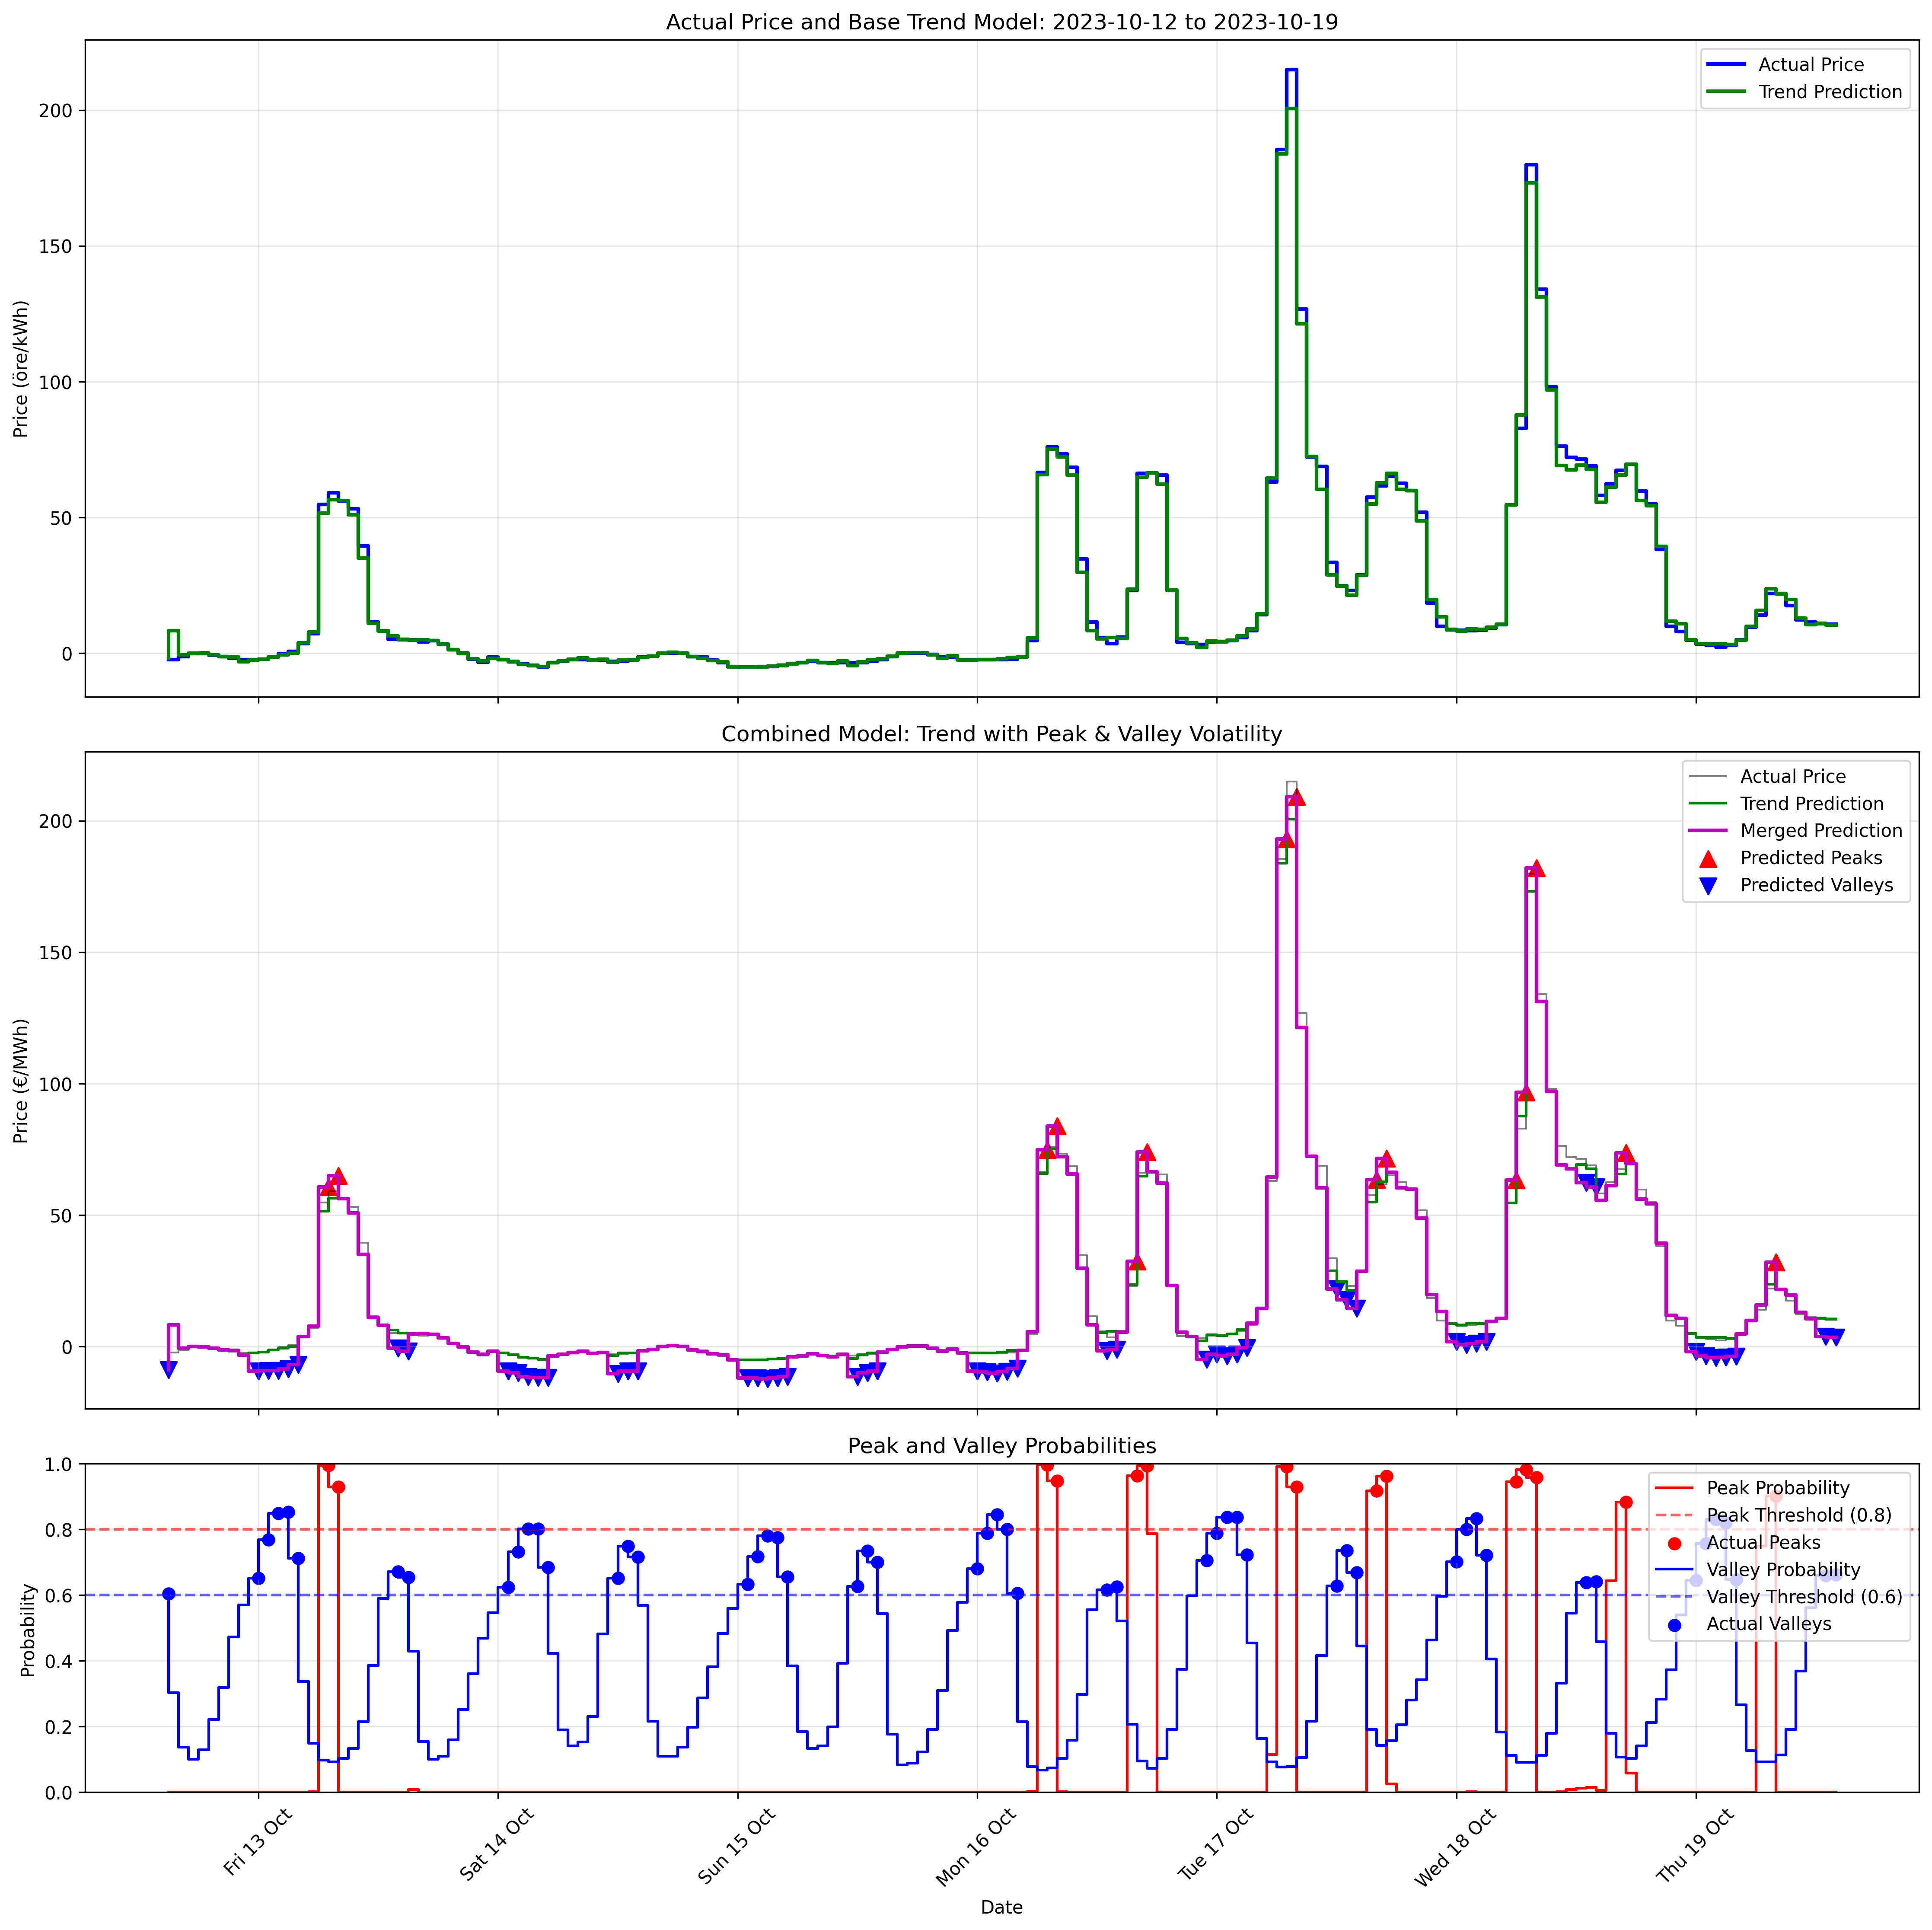 Actual Price and Base Trend Model: 2023-10-12 to 2023-10-19
Actual Price
Trend Prediction
200
150
100
50
0
Price (öre/kWh)
Combined Model: Trend with Peak & Valley Volatility
Actual Price
Trend Prediction
Merged Prediction
Predicted Peaks
Predicted Valleys
200
150
100
50
0
Price (€/MWh)
Peak and Valley Probabilities
Peak Probability
Peak Threshold (0.8)
Actual Peaks
Valley Probability
Valley Threshold (0.6)
Actual Valleys
1.0
0.8
0.6
0.4
0.2
0.0
Probability
Fri 13 Oct
Sat 14 Oct
Sun 15 Oct
Mon 16 Oct
Tue 17 Oct
Wed 18 Oct
Thu 19 Oct
Date